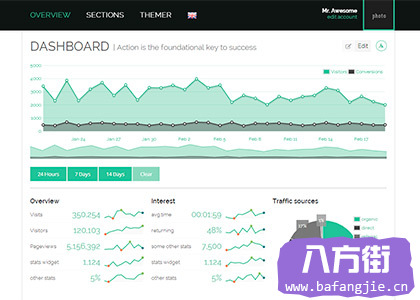 OVERVIEW SECTIONS THEMER
Mr. Awesome
edit account
photo
DASHBOARD | Action is the foundational key to success
Edit
5000
4000
3000
2000
1000
0
Visitors Conversions
Jan 24 Jan 27 Jan 30 Feb 2 Feb 5 Feb 8 Feb 11 Feb 14 Feb 17
24 Hours 7 Days 14 Days Clear
Overview Interest Traffic sources
Visits 350.254 avg.time 00:01:59
Visitors 120.103 returning 48%
Pageviews 5,156,392 some other stats 7,500
stats widget 1,124 stats widget 1,124
other stats 5% other stats 5%
organic
八方街
www.bafangjie.cn